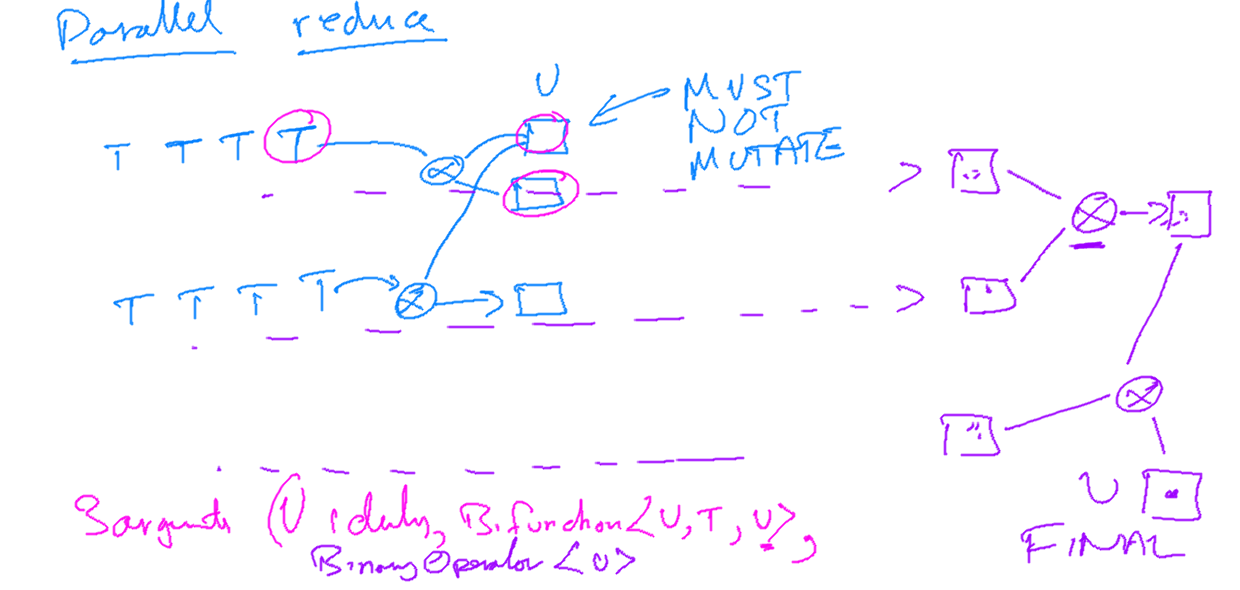 Parallel reduce
U
MUST
NOT
MUTATE
T T T T
T T T T
3 arguments (U identity, BiFunction<U, T, U>,
BinaryOperator <U>
U
FINAL